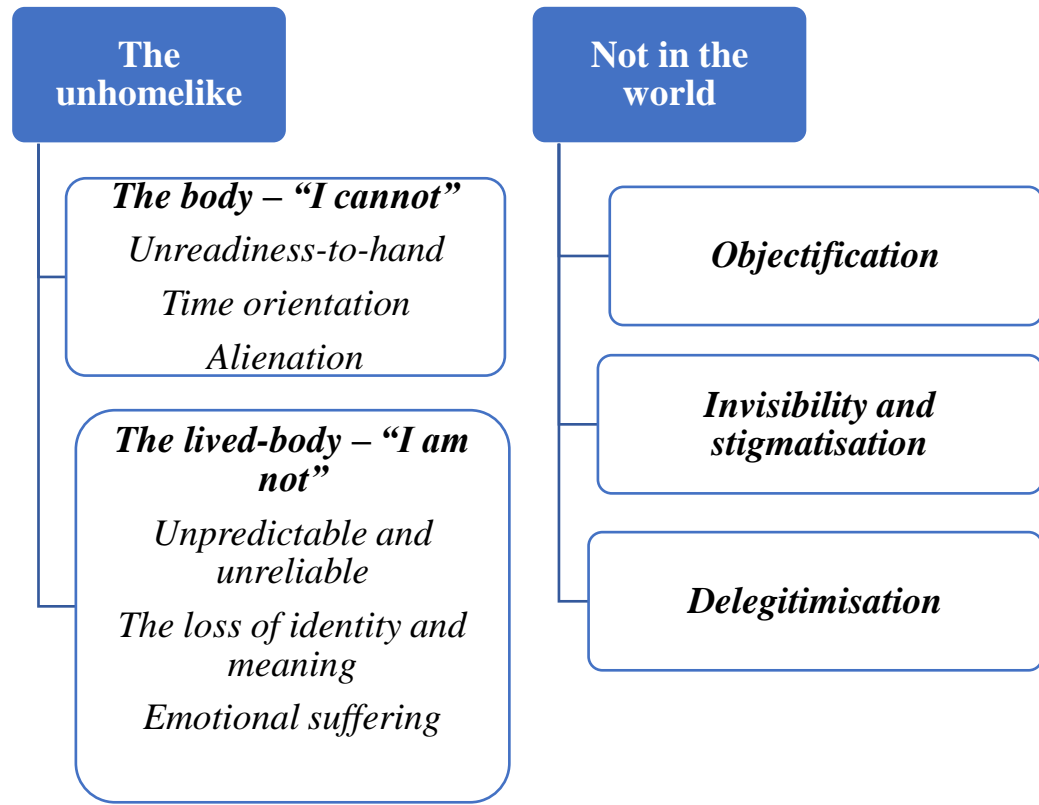 The
unhomelike
The body – “I cannot”
Unreadiness-to-hand
Time orientation
Alienation
The lived-body – “I am
not”
Unpredictable and
unreliable
The loss of identity and
meaning
Emotional suffering
Not in the
world
Objectification
Invisibility and
stigmatisation
Delegitimisation